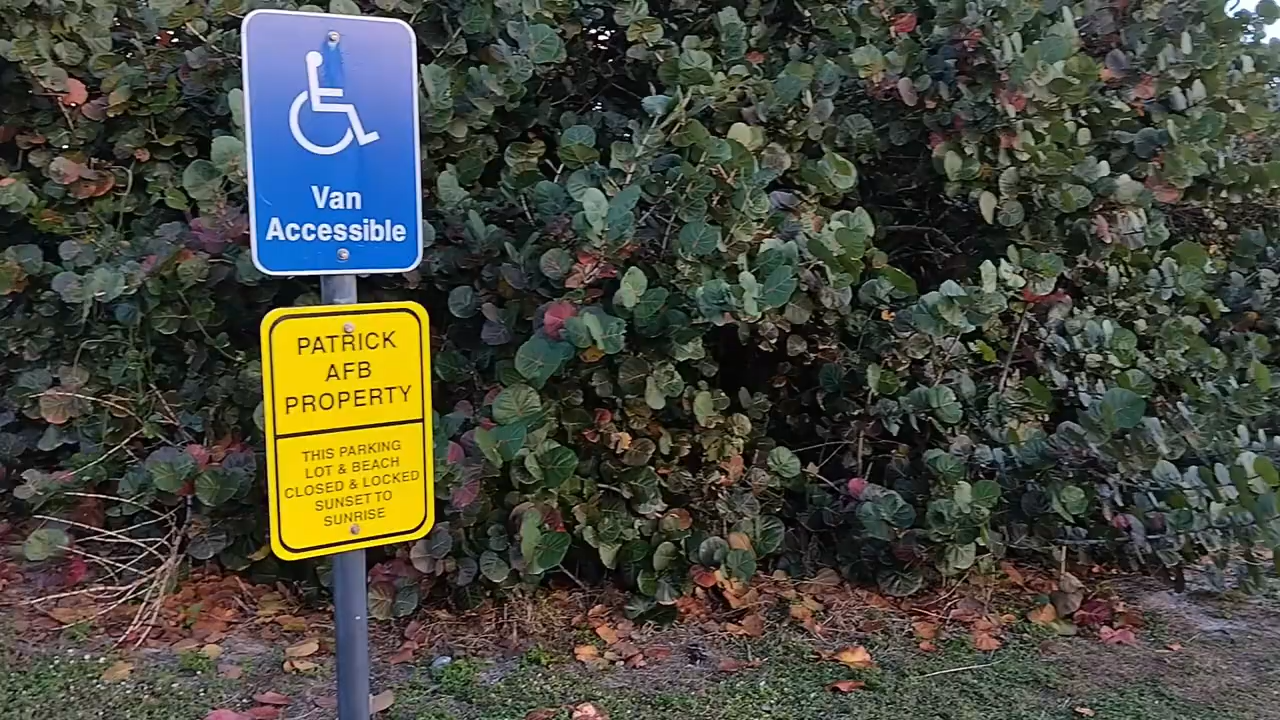 Van
Accessible
PATRICK
AFB
PROPERTY
THIS PARKING
LOT & BEACH
CLOSED & LOCKED
SUNSET TO
SUNRISE